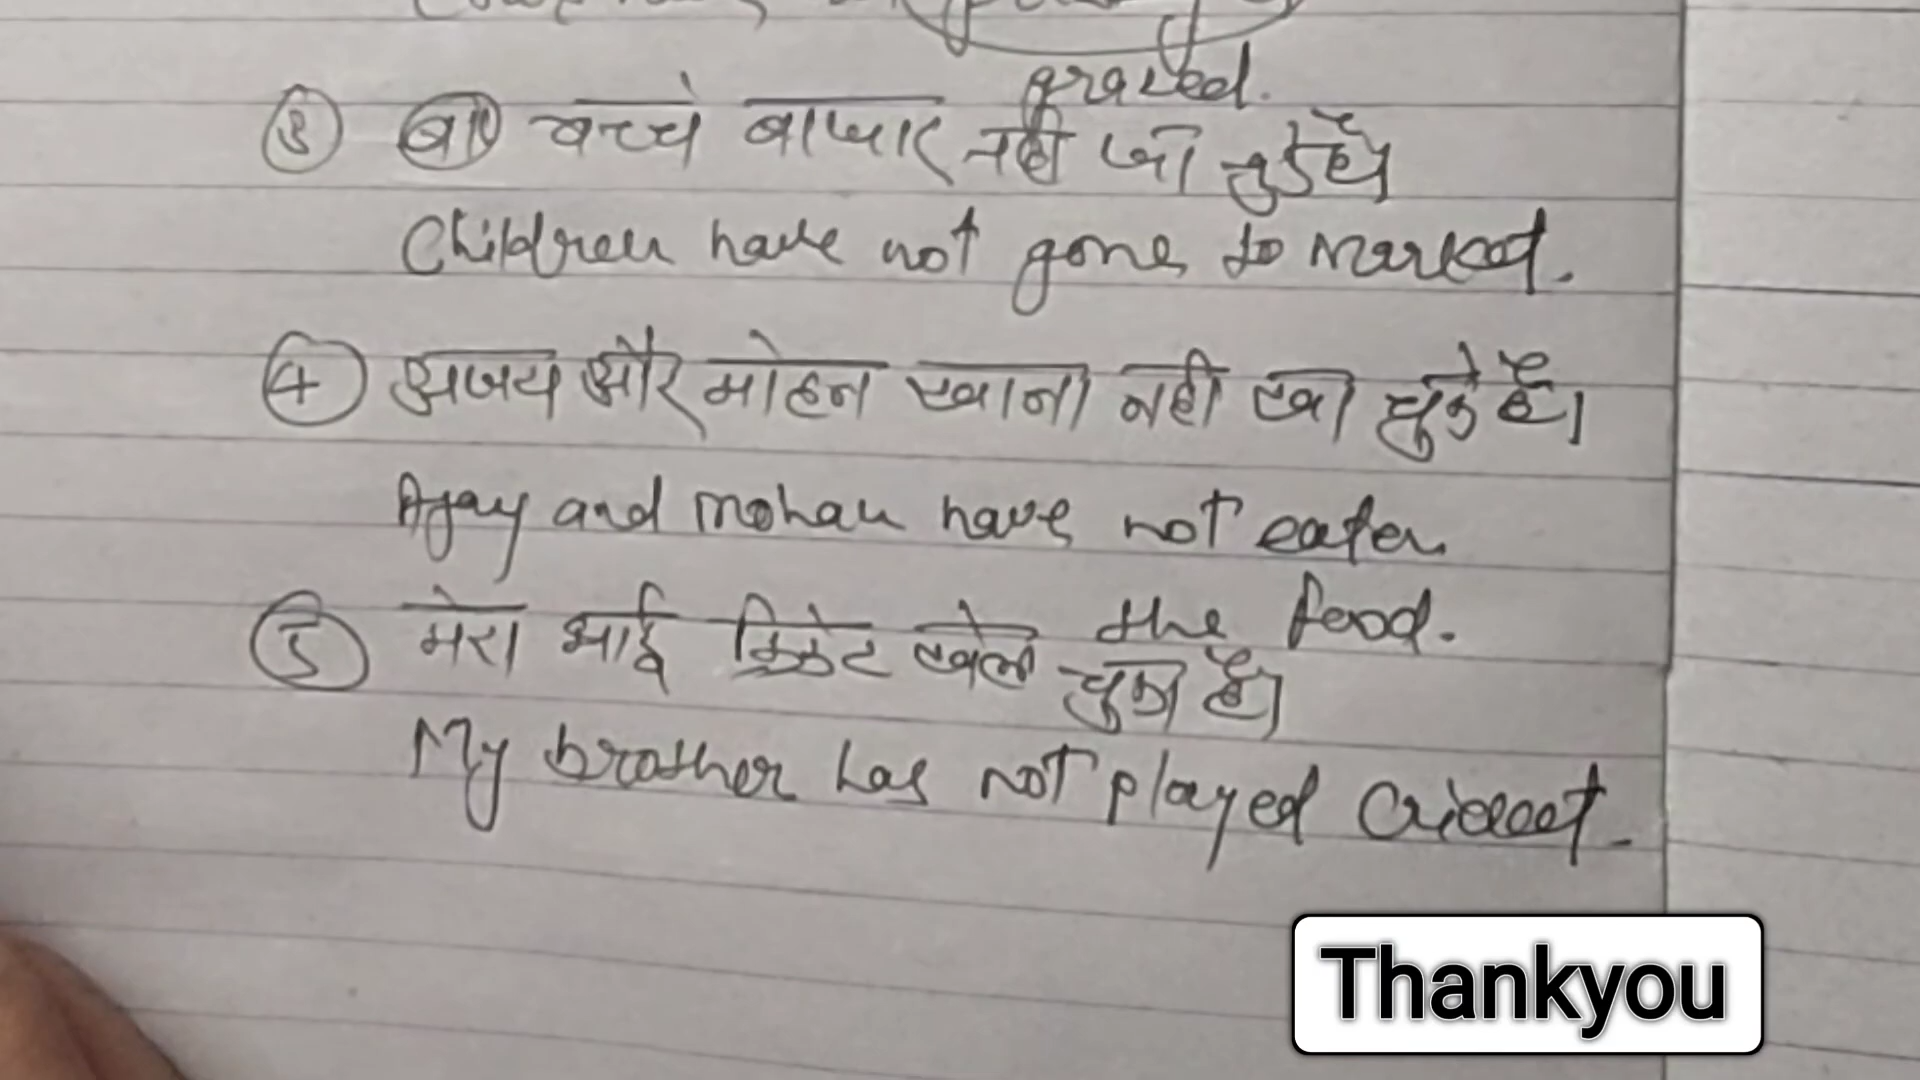 grazed.
③ बा बच्चे बाजार नही जा चुके है।
Children have not gone to market.
④ अजय और मोहन खाना नही खा चुके है।
Ajay and Mohan have not eaten
the food.
⑤ मेरा भाई क्रिकेट खेल चुका है।
My brother has not played Cricket.
Thankyou